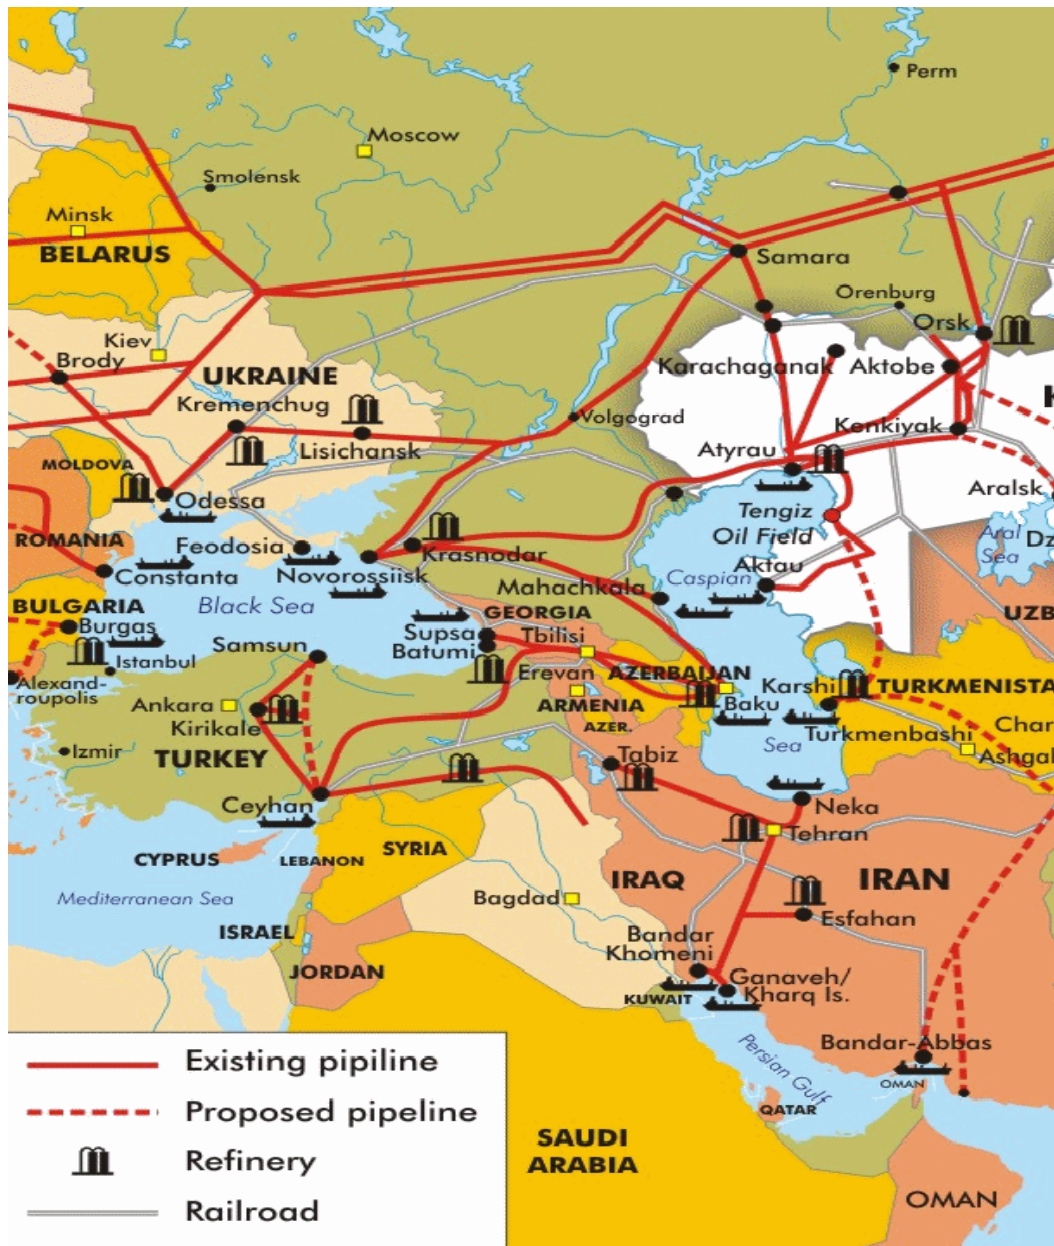 Perm
Moscow
Smolensk
Minsk
BELARUS
Samara
Orenburg
Orsk
Kiev
Brody
UKRAINE
Karachaganak
Aktobe
K
Kremenchug
Volgograd
Kenkiyak
Lisichansk
Atyrau
MOLDOVA
Odessa
Aralsk
Tengiz
Oil Field
ROMANIA
Feodosia
Krasnodar
Aral
Sea
Dz
Constanta
Novorossiisk
Mahachkala
Caspian
Aktau
BULGARIA
Black Sea
GEORGIA
UZB
Burgas
Samsun
Supsa
Batumi
Tbilisi
Istanbul
Erevan
AZERBAIJAN
Karshi
TURKMENISTA
Alexand-
roupolis
Ankara
Kirikale
ARMENIA
AZER.
Baku
Turkmenbashi
Char
Izmir
TURKEY
Sea
Tabiz
Ashgal
Ceyhan
Neka
Tehran
CYPRUS
LEBANON
SYRIA
IRAQ
IRAN
Mediterranean Sea
Bagdad
Esfahan
ISRAEL
Bandar
Khomeni
JORDAN
KUWAIT
Ganaveh/
Kharq Is.
Bandar-Abbas
Persian Gulf
OMAN
QATAR
SAUDI
ARABIA
OMAN
Existing pipiline
Proposed pipeline
Refinery
Railroad